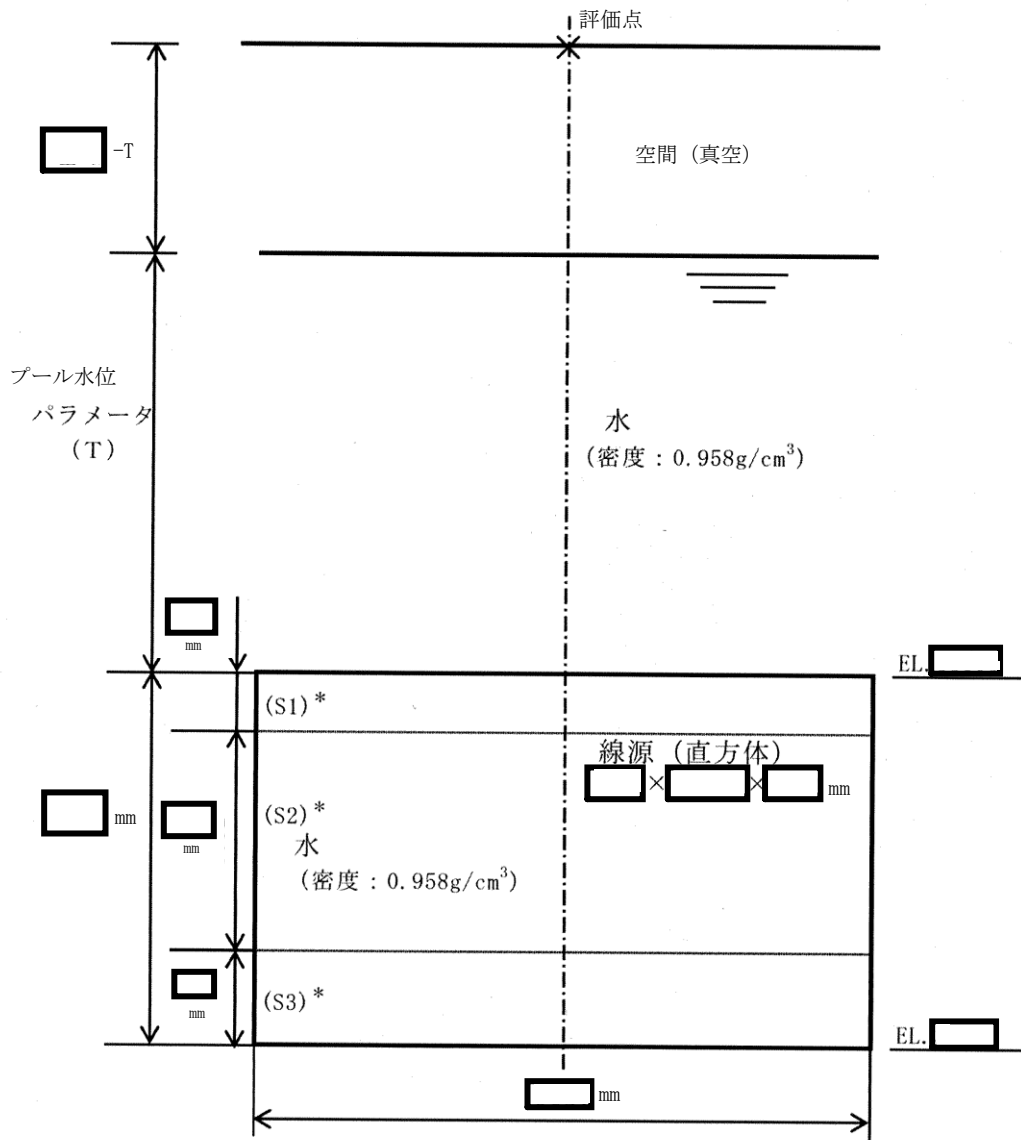 評価点
-T
空間 (真空)
プール水位
パラメータ
(T)
水
(密度：0.958g/cm³)
mm
EL.
(S1)*
線源 (直方体)
××mm
mm
mm
(S2)*
水
(密度：0.958g/cm³)
(S3)*
mm
EL.
mm